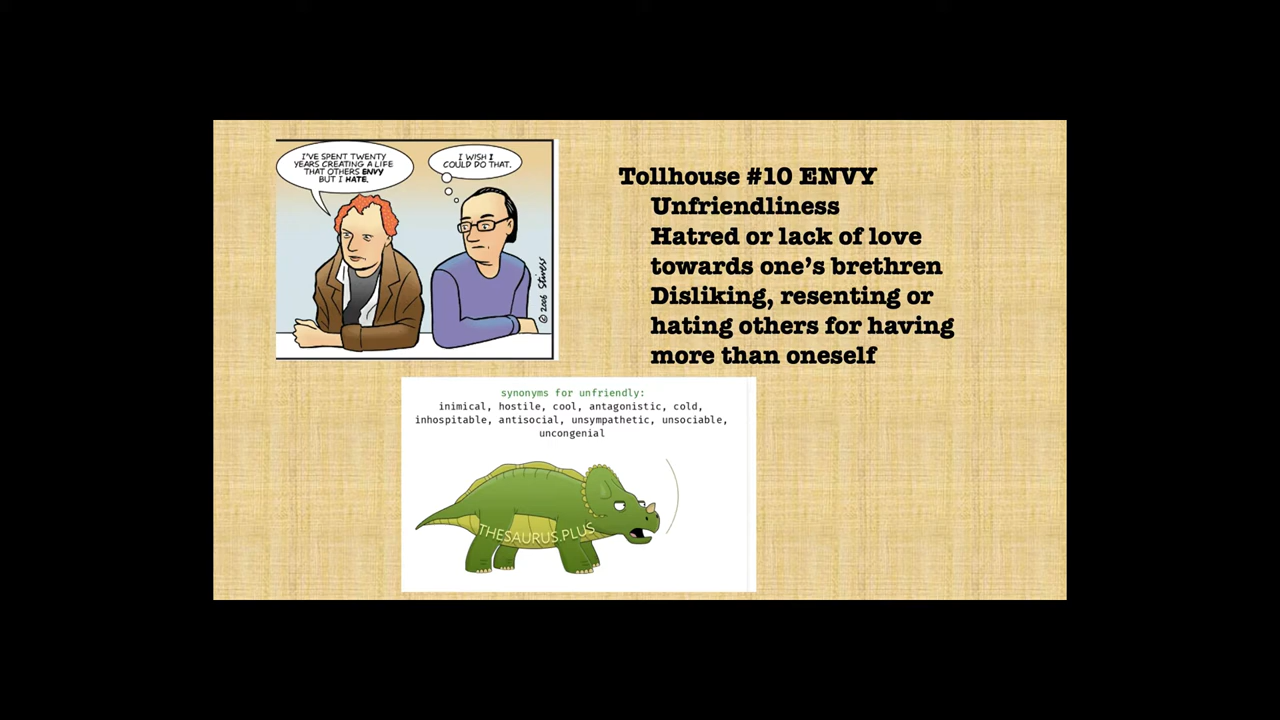 I'VE SPENT TWENTY
YEARS CREATING A LIFE
THAT OTHERS ENVY
BUT I HATE.
I WISH I
COULD DO THAT.
© 2006 Stivers
Tollhouse #10 ENVY
Unfriendliness
Hatred or lack of love
towards one’s brethren
Disliking, resenting or
hating others for having
more than oneself
synonyms for unfriendly:
inimical, hostile, cool, antagonistic, cold,
inhospitable, antisocial, unsympathetic, unsociable,
uncongenial
THESAURUS.PLUS